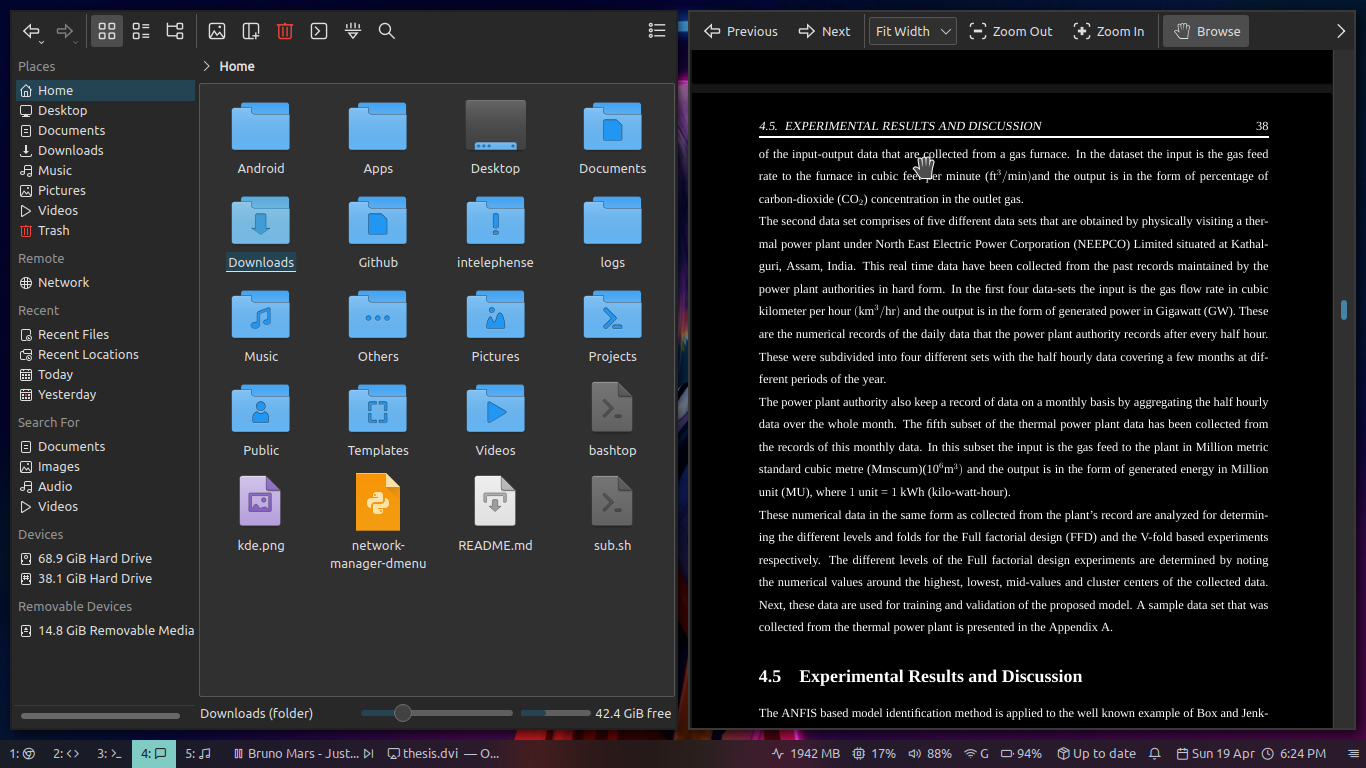 Places
Home
Desktop
Documents
Downloads
Music
Pictures
Videos
Trash
Remote
Network
Recent
Recent Files
Recent Locations
Today
Yesterday
Search For
Documents
Images
Audio
Videos
Devices
68.9 GiB Hard Drive
38.1 GiB Hard Drive
Removable Devices
14.8 GiB Removable Media
Home
Android Apps Desktop Documents
Downloads Github intelephense logs
Music Others Pictures Projects
Public Templates Videos bashtop
kde.png network-manager-dmenu README.md sub.sh
Downloads (folder) 42.4 GiB free
Previous Next Fit Width Zoom Out Zoom In Browse
4.5. EXPERIMENTAL RESULTS AND DISCUSSION 38
of the input-output data that are collected from a gas furnace. In the dataset the input is the gas feed
rate to the furnace in cubic feet per minute (ft³/min)and the output is in the form of percentage of
carbon-dioxide (CO₂) concentration in the outlet gas.
The second data set comprises of five different data sets that are obtained by physically visiting a ther-
mal power plant under North East Electric Power Corporation (NEEPCO) Limited situated at Kathal-
guri, Assam, India. This real time data have been collected from the past records maintained by the
power plant authorities in hard form. In the first four data-sets the input is the gas flow rate in cubic
kilometer per hour (km³/hr) and the output is in the form of generated power in Gigawatt (GW). These
are the numerical records of the daily data that the power plant authority records after every half hour.
These were subdivided into four different sets with the half hourly data covering a few months at dif-
ferent periods of the year.
The power plant authority also keep a record of data on a monthly basis by aggregating the half hourly
data over the whole month. The fifth subset of the thermal power plant data has been collected from
the records of this monthly data. In this subset the input is the gas feed to the plant in Million metric
standard cubic metre (Mmscum)(10⁶m³) and the output is in the form of generated energy in Million
unit (MU), where 1 unit = 1 kWh (kilo-watt-hour).
These numerical data in the same form as collected from the plant's record are analyzed for determin-
ing the different levels and folds for the Full factorial design (FFD) and the V-fold based experiments
respectively. The different levels of the Full factorial design experiments are determined by noting
the numerical values around the highest, lowest, mid-values and cluster centers of the collected data.
Next, these data are used for training and validation of the proposed model. A sample data set that was
collected from the thermal power plant is presented in the Appendix A.
4.5 Experimental Results and Discussion
The ANFIS based model identification method is applied to the well known example of Box and Jenk-
1: 2: 3: 4: 5: Bruno Mars - Just... thesis.dvi — O... 1942 MB 17% 88% G 94% Up to date Sun 19 Apr 6:24 PM